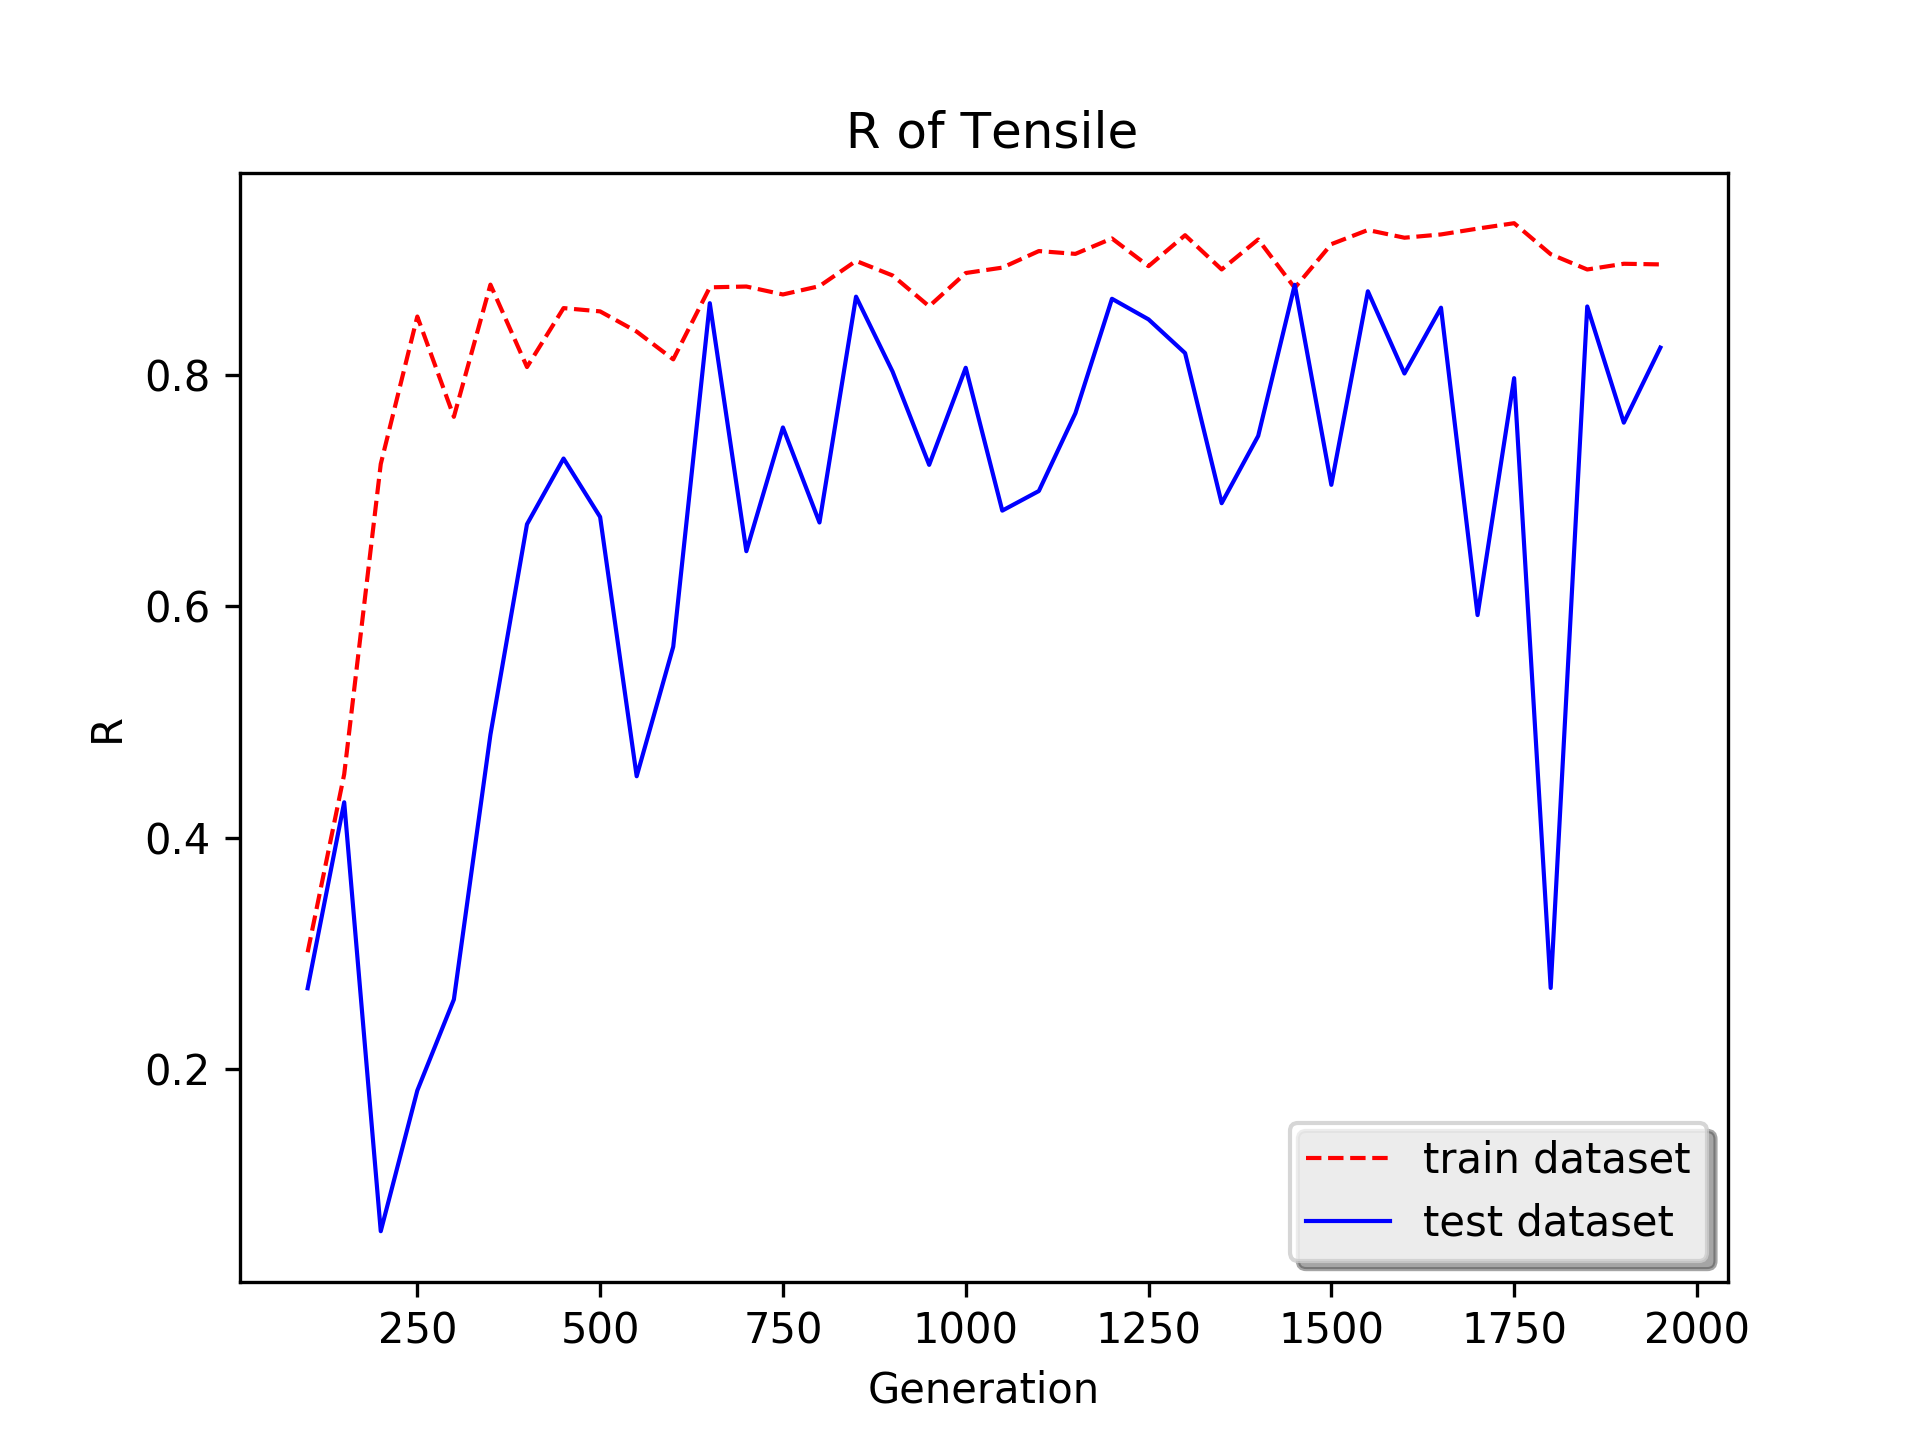 R of Tensile
R
0.8
0.6
0.4
0.2
250 500 750 1000 1250 1500 1750 2000
Generation
train dataset
test dataset